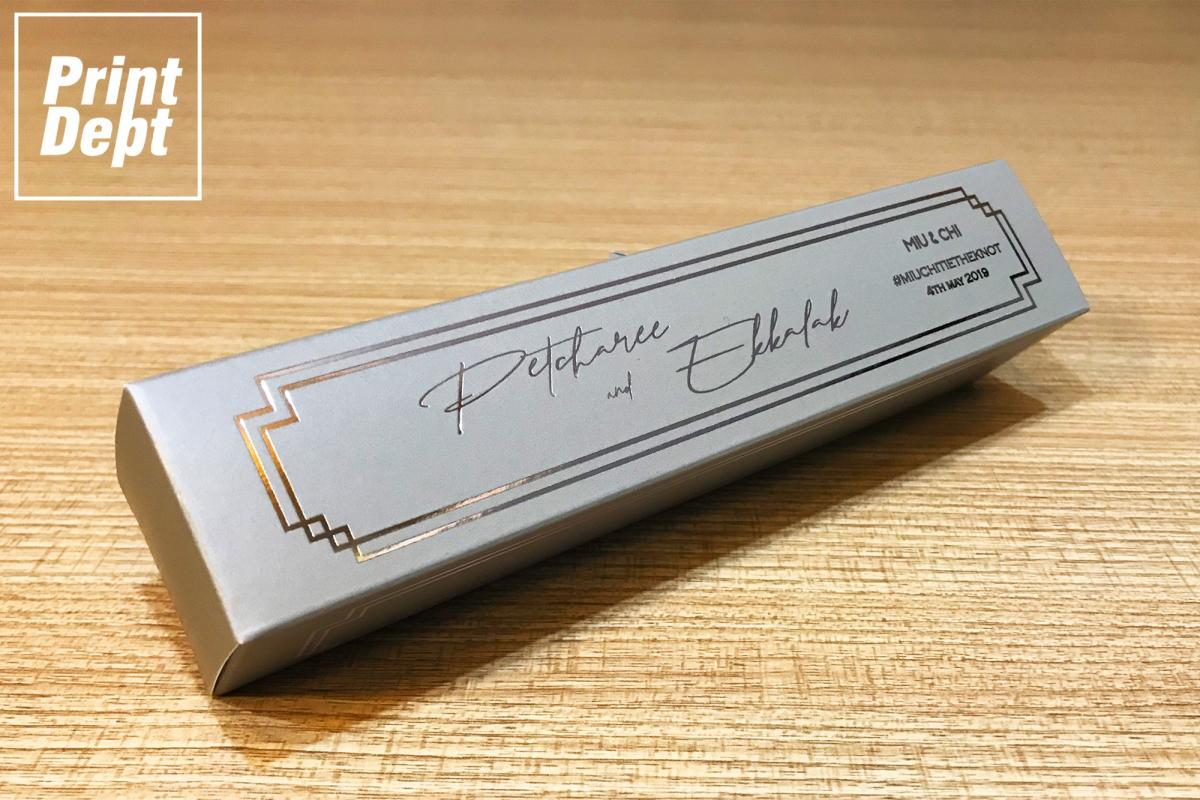 Print
Dept
Petcharee
and
Ekkalak
MIU & CHI
#MIUCHITIETHEKNOT
4TH MAY 2019